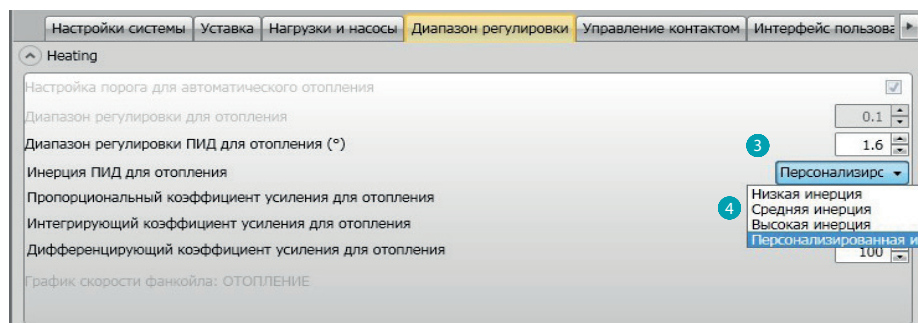 Настройки системы Уставка Нагрузки и насосы Диапазон регулировки Управление контактом Интерфейс пользова
Heating
Настройка порога для автоматического отопления
Диапазон регулировки для отопления 0.1
Диапазон регулировки ПИД для отопления (°) 3 1.6
Инерция ПИД для отопления Персонализирс
Пропорциональный коэффициент усиления для отопления Низкая инерция
4 Средняя инерция
Интегрирующий коэффициент усиления для отопления Высокая инерция
Персонализированная и
Дифференцирующий коэффициент усиления для отопления 100
График скорости фанкойла: ОТОПЛЕНИЕ